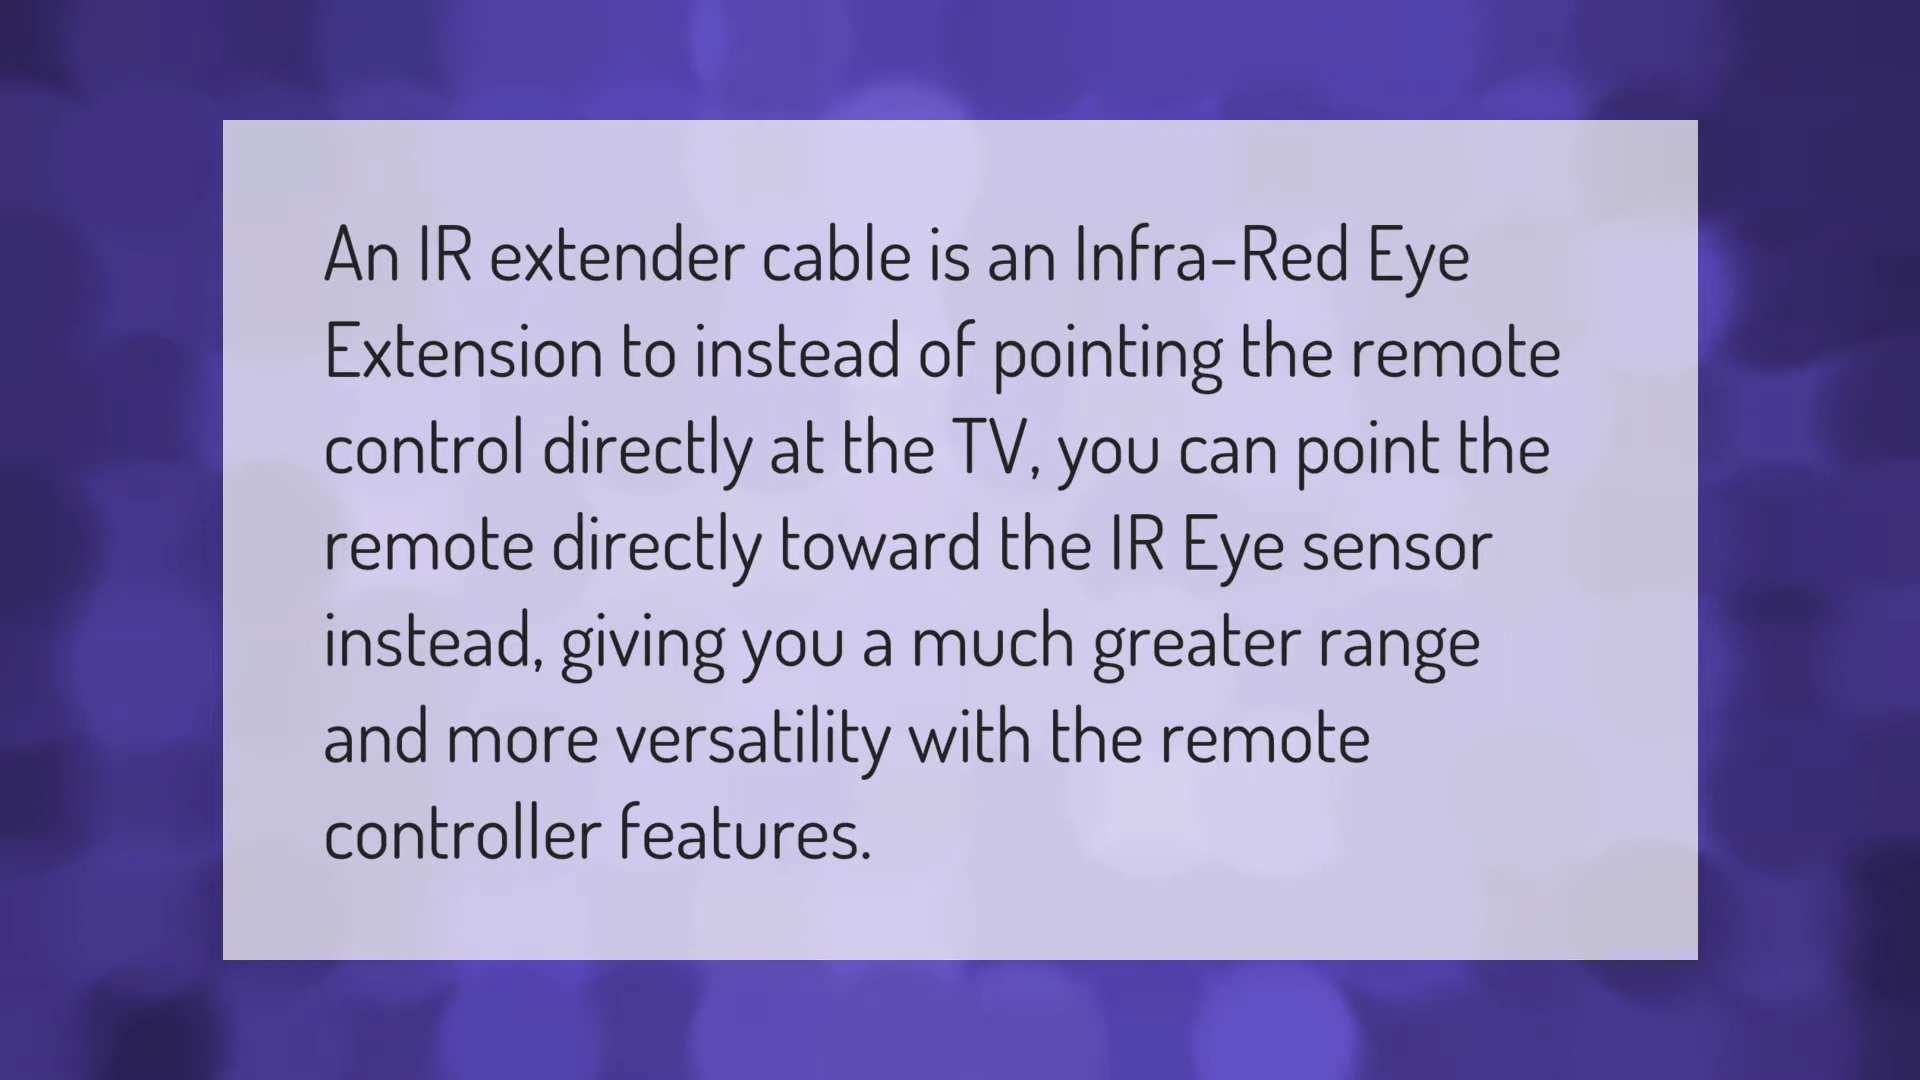 An IR extender cable is an Infra-Red Eye
Extension to instead of pointing the remote
control directly at the TV, you can point the
remote directly toward the IR Eye sensor
instead, giving you a much greater range
and more versatility with the remote
controller features.